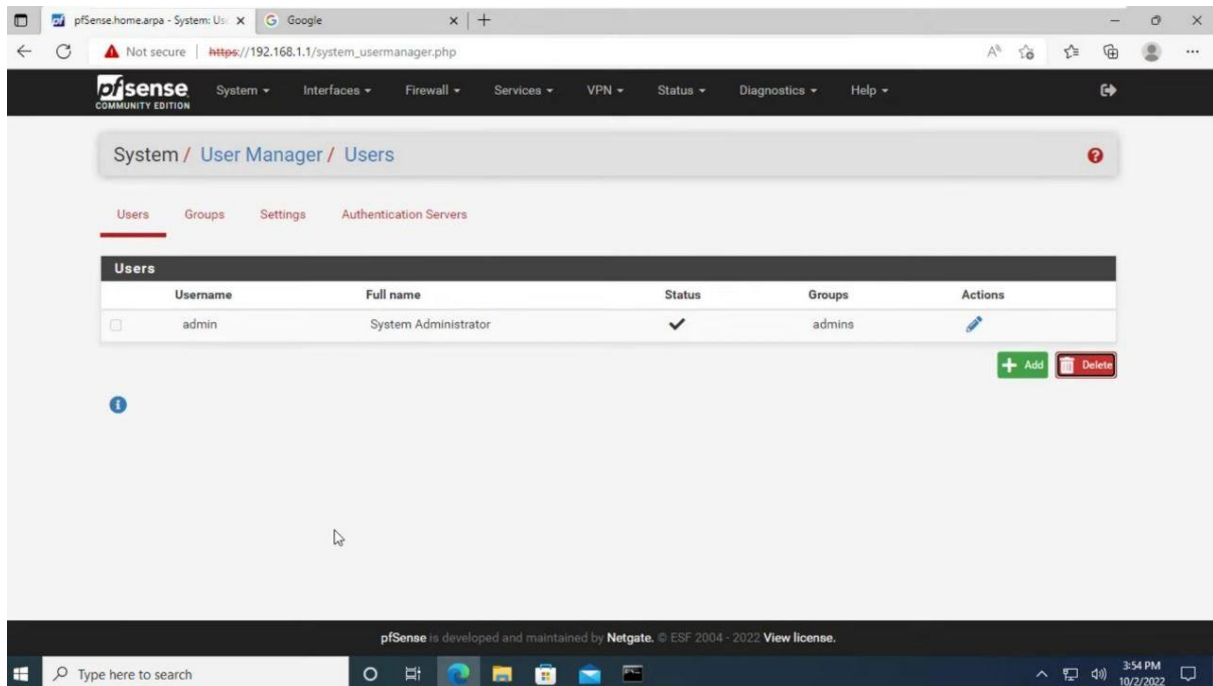 pfSense.home.arpa - System: Us
Google
Not secure | https://192.168.1.1/system_usermanager.php
pfsense
COMMUNITY EDITION
System Interfaces Firewall Services VPN Status Diagnostics Help
System / User Manager / Users
Users Groups Settings Authentication Servers
Users
Username Full name Status Groups Actions
admin System Administrator admins
Add Delete
pfSense is developed and maintained by Netgate. © ESF 2004 - 2022 View license.
Type here to search
3:54 PM
10/2/2022